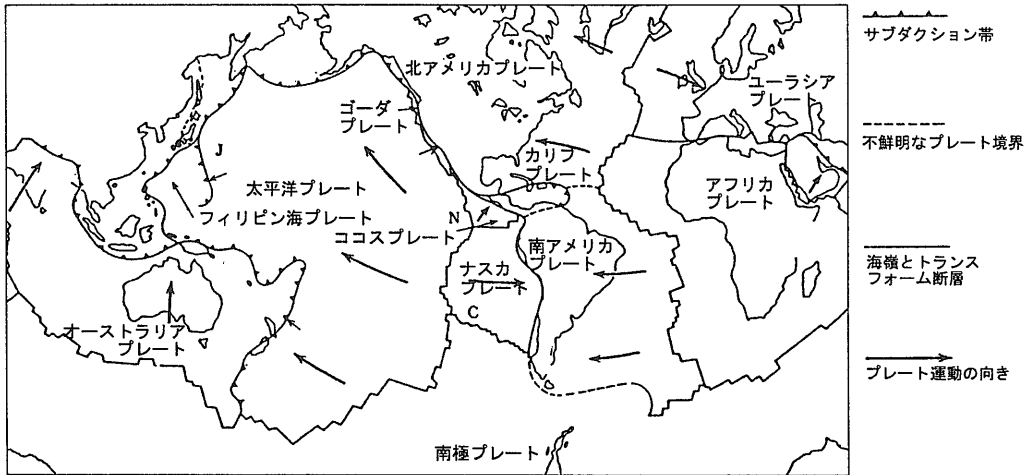 北アメリカプレート
ゴーダ
プレート
ユーラシア
プレート
J
カリブ
プレート
太平洋プレート
アフリカ
プレート
フィリピン海プレート
N
ココスプレート
南アメリカ
プレート
ナスカ
プレート
C
オーストラリア
プレート
南極プレート
サブダクション帯
不鮮明なプレート境界
海嶺とトランス
フォーム断層
プレート運動の向き